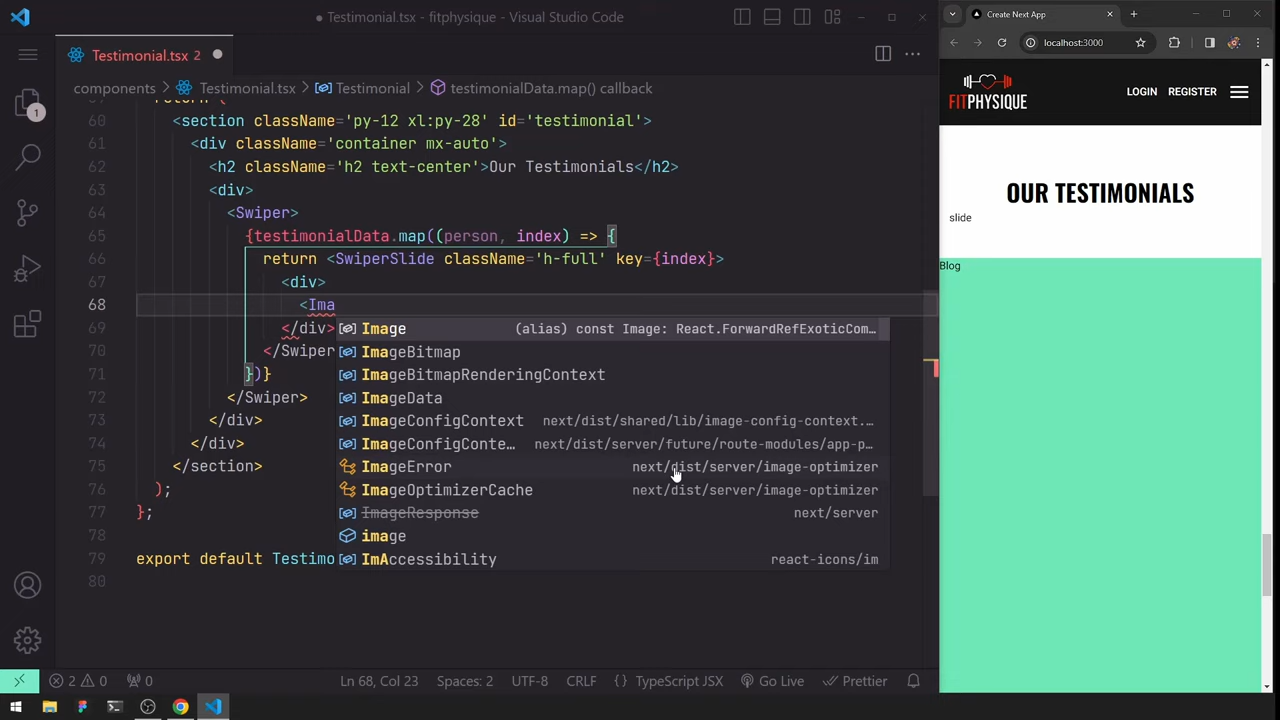 ● Testimonial.tsx - fitphysique - Visual Studio Code
Testimonial.tsx 2 ●
components > Testimonial.tsx > Testimonial > testimonialData.map() callback
60 <section className='py-12 xl:py-28' id='testimonial'>
61 <div className='container mx-auto'>
62 <h2 className='h2 text-center'>Our Testimonials</h2>
63 <div>
64 <Swiper>
65 {testimonialData.map((person, index) => {
66 return <SwiperSlide className='h-full' key={index}>
67 <div>
68 <Ima
69 </div>
70 </Swiper
71 })}
72 </Swiper>
73 </div>
74 </div>
75 </section>
76 );
77 };
78
79 export default Testimo
80
Image (alias) const Image: React.ForwardRefExoticCom…
ImageBitmap
ImageBitmapRenderingContext
ImageData
ImageConfigContext next/dist/shared/lib/image-config-context.…
ImageConfigConte… next/dist/server/future/route-modules/app-p…
ImageError next/dist/server/image-optimizer
ImageOptimizerCache next/dist/server/image-optimizer
ImageResponse next/server
image
ImAccessibility react-icons/im
1
2 0 0 Ln 68, Col 23 Spaces: 2 UTF-8 CRLF {} TypeScript JSX Go Live Prettier
Create Next App
localhost:3000
FITPHYSIQUE
LOGIN REGISTER
OUR TESTIMONIALS
slide
Blog